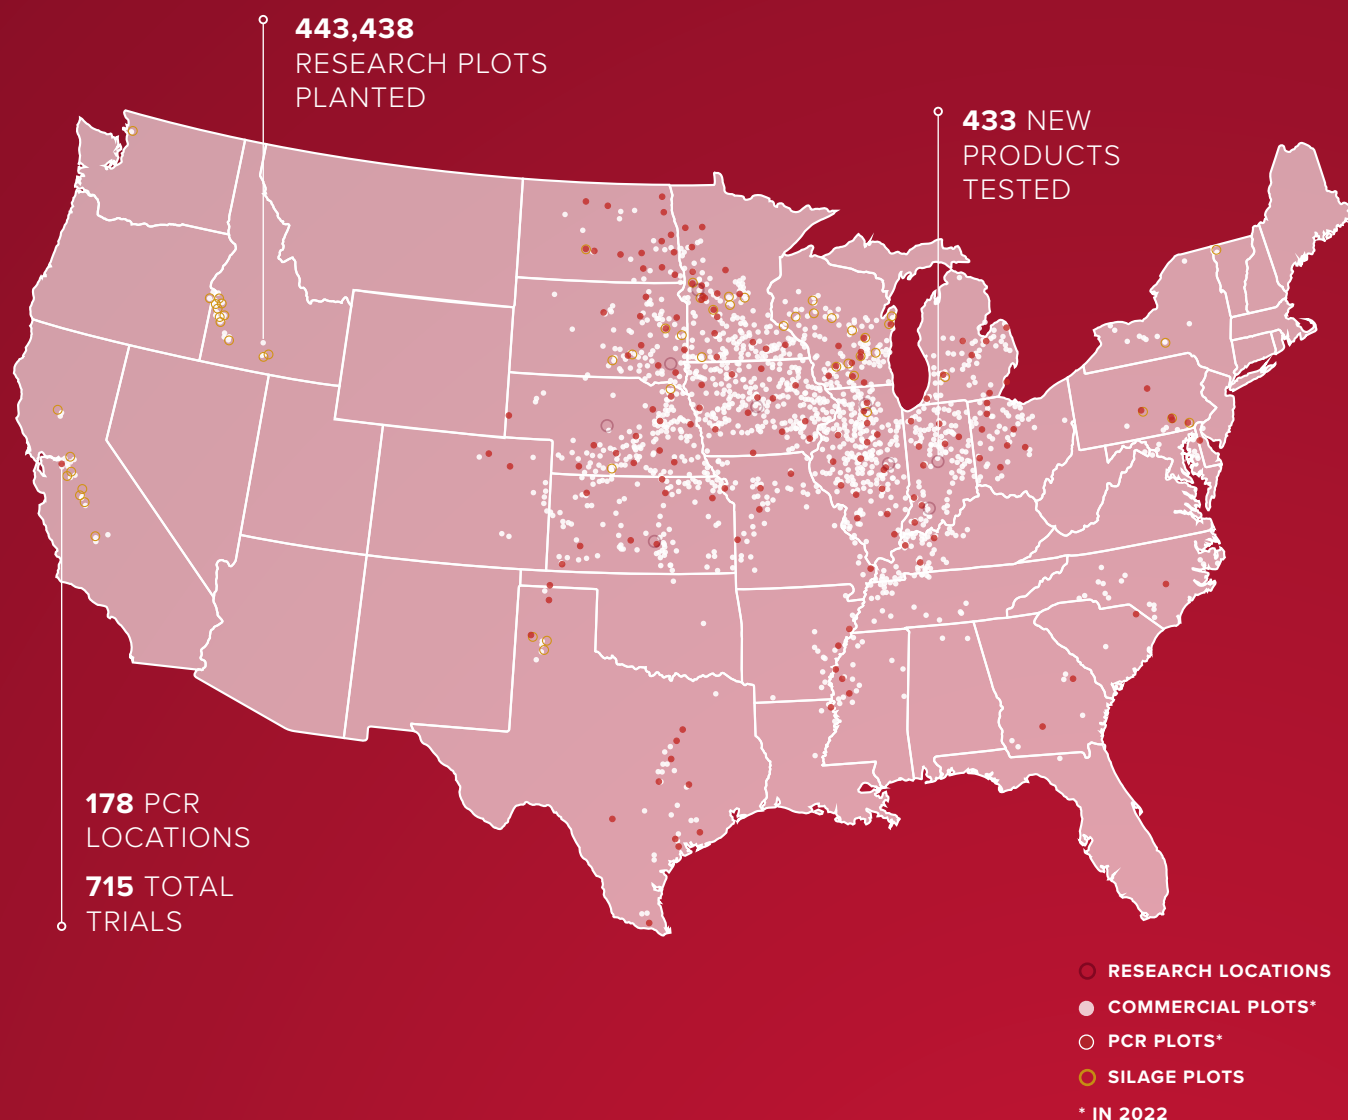 443,438
RESEARCH PLOTS
PLANTED
433 NEW
PRODUCTS
TESTED
178 PCR
LOCATIONS
715 TOTAL
TRIALS
RESEARCH LOCATIONS
COMMERCIAL PLOTS*
PCR PLOTS*
SILAGE PLOTS
* IN 2022